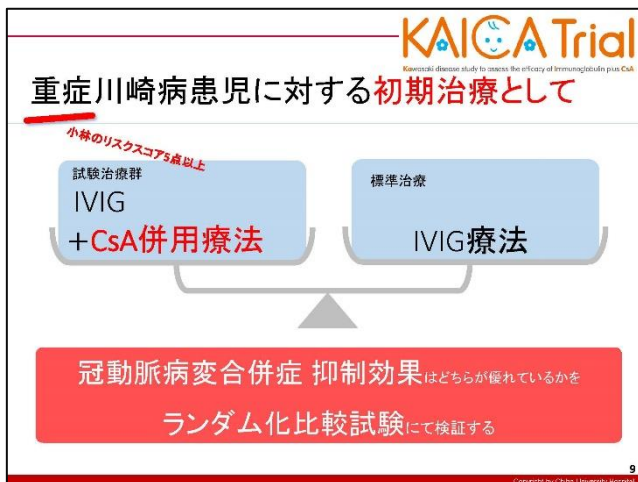 KAICA Trial
Kawasaki disease study to assess the efficacy of Immunoglobulin plus CsA
重症川崎病患児に対する初期治療として
小林のリスクスコア5点以上
試験治療群
IVIG
+CsA併用療法
標準治療
IVIG療法
冠動脈病変合併症 抑制効果はどちらが優れているかを
ランダム化比較試験にて検証する
9
Copyright by Chiba University Hospital